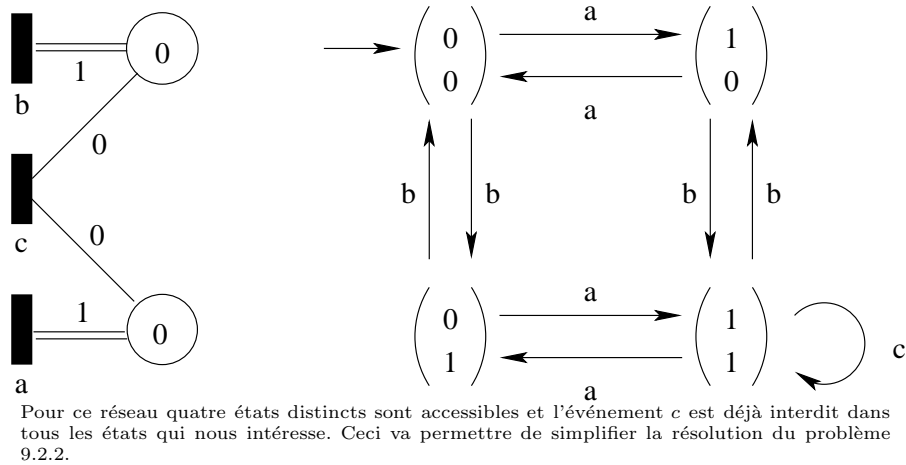 b
1
0
0
c
0
1
a
0
0
0
a
1
0
a
b
b
b
b
0
1
a
1
1
a
c
Pour ce réseau quatre états distincts sont accessibles et l'événement c est déjà interdit dans
tous les états qui nous intéresse. Ceci va permettre de simplifier la résolution du problème
9.2.2.